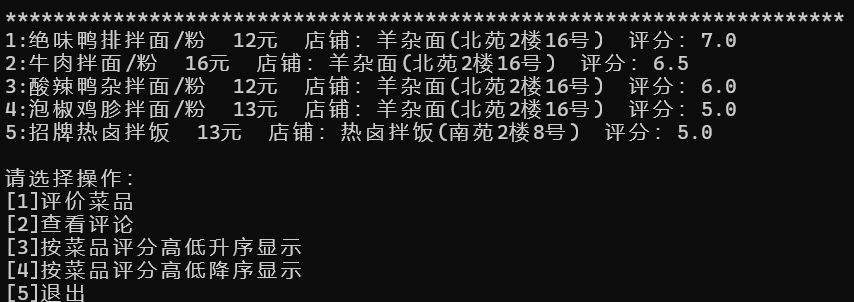 **********************************************************************
1:绝味鸭排拌面/粉  12元  店铺: 羊杂面(北苑2楼16号) 评分: 7.0
2:牛肉拌面/粉  16元  店铺: 羊杂面(北苑2楼16号) 评分: 6.5
3:酸辣鸭杂拌面/粉  12元  店铺: 羊杂面(北苑2楼16号) 评分: 6.0
4:泡椒鸡胗拌面/粉  13元  店铺: 羊杂面(北苑2楼16号) 评分: 5.0
5:招牌热卤拌饭  13元  店铺: 热卤拌饭(南苑2楼8号) 评分: 5.0
请选择操作:
[1]评价菜品
[2]查看评论
[3]按菜品评分高低升序显示
[4]按菜品评分高低降序显示
[5]退出